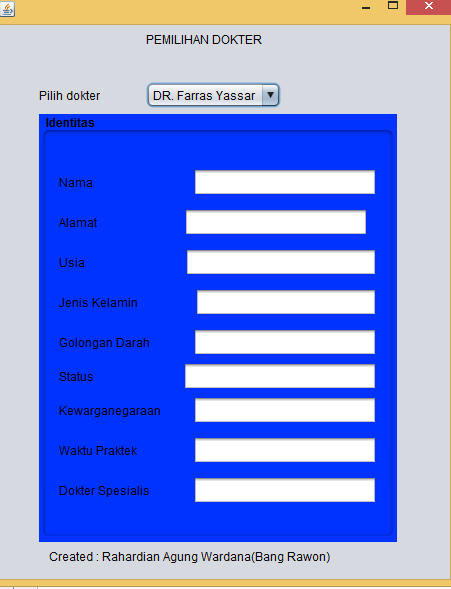 PEMILIHAN DOKTER
Pilih dokter DR. Farras Yassar
Identitas
Nama
Alamat
Usia
Jenis Kelamin
Golongan Darah
Status
Kewarganegaraan
Waktu Praktek
Dokter Spesialis
Created : Rahardian Agung Wardana(Bang Rawon)